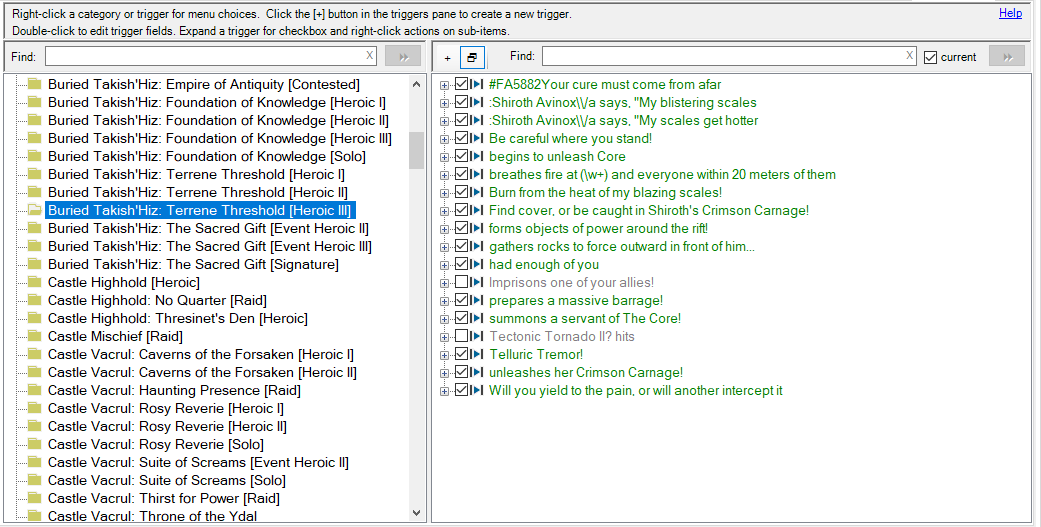 Right-click a category or trigger for menu choices.  Click the [+] button in the triggers pane to create a new trigger.
Help
Double-click to edit trigger fields. Expand a trigger for checkbox and right-click actions on sub-items.
Find:
X
+
Find:
X
current
Buried Takish'Hiz: Empire of Antiquity [Contested]
Buried Takish'Hiz: Foundation of Knowledge [Heroic I]
Buried Takish'Hiz: Foundation of Knowledge [Heroic II]
Buried Takish'Hiz: Foundation of Knowledge [Heroic III]
Buried Takish'Hiz: Foundation of Knowledge [Solo]
Buried Takish'Hiz: Terrene Threshold [Heroic I]
Buried Takish'Hiz: Terrene Threshold [Heroic II]
Buried Takish'Hiz: Terrene Threshold [Heroic III]
Buried Takish'Hiz: The Sacred Gift [Event Heroic II]
Buried Takish'Hiz: The Sacred Gift [Event Heroic III]
Buried Takish'Hiz: The Sacred Gift [Signature]
Castle Highhold [Heroic]
Castle Highhold: No Quarter [Raid]
Castle Highhold: Thresinet's Den [Heroic]
Castle Mischief [Raid]
Castle Vacrul: Caverns of the Forsaken [Heroic I]
Castle Vacrul: Caverns of the Forsaken [Heroic II]
Castle Vacrul: Haunting Presence [Raid]
Castle Vacrul: Rosy Reverie [Heroic I]
Castle Vacrul: Rosy Reverie [Heroic II]
Castle Vacrul: Rosy Reverie [Solo]
Castle Vacrul: Suite of Screams [Event Heroic II]
Castle Vacrul: Suite of Screams [Solo]
Castle Vacrul: Thirst for Power [Raid]
Castle Vacrul: Throne of the Ydal
#FA5882Your cure must come from afar
:Shiroth Avinox\\/a says, "My blistering scales
:Shiroth Avinox\\/a says, "My scales get hotter
Be careful where you stand!
begins to unleash Core
breathes fire at (\w+) and everyone within 20 meters of them
Burn from the heat of my blazing scales!
Find cover, or be caught in Shiroth's Crimson Carnage!
forms objects of power around the rift!
gathers rocks to force outward in front of him...
had enough of you
Imprisons one of your allies!
prepares a massive barrage!
summons a servant of The Core!
Tectonic Tornado II? hits
Telluric Tremor!
unleashes her Crimson Carnage!
Will you yield to the pain, or will another intercept it